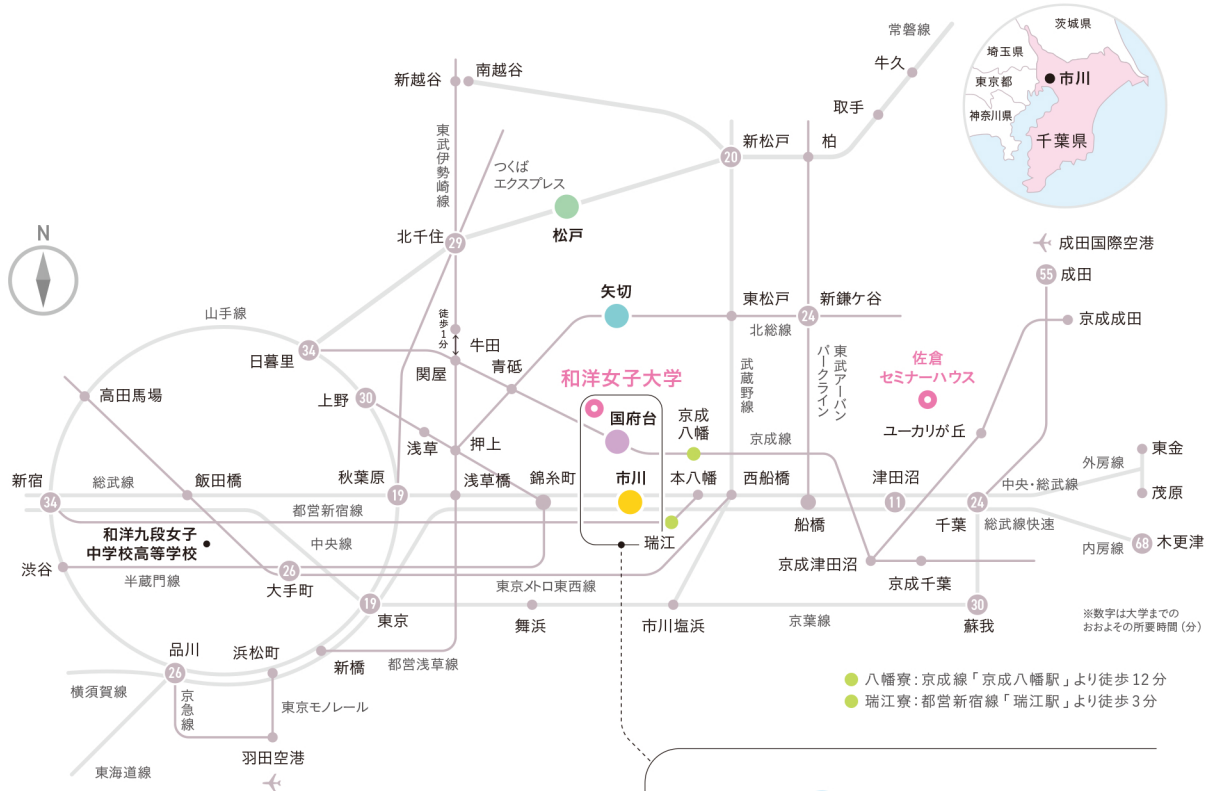 常磐線
茨城県
埼玉県
東京都
神奈川県
市川
千葉県
牛久
取手
新越谷
南越谷
東武伊勢崎線
つくば
エクスプレス
新松戸
20
柏
N
北千住
29
松戸
成田国際空港
55
成田
矢切
東松戸
新鎌ケ谷
24
北総線
京成成田
山手線
徒歩1分
牛田
日暮里
34
関屋
青砥
武蔵野線
東武アーバン
パークライン
佐倉
セミナーハウス
和洋女子大学
高田馬場
上野
30
国府台
京成
八幡
京成線
ユーカリが丘
浅草
押上
東金
外房線
新宿
34
総武線
飯田橋
秋葉原
19
浅草橋
錦糸町
市川
本八幡
西船橋
船橋
津田沼
11
千葉
24
中央・総武線
茂原
都営新宿線
総武線快速
和洋九段女子
中学校高等学校
中央線
瑞江
内房線
68
木更津
渋谷
半蔵門線
26
大手町
東京メトロ東西線
京成津田沼
京成千葉
19
東京
舞浜
市川塩浜
京葉線
30
蘇我
※数字は大学までの
おおよその所要時間（分）
品川
26
浜松町
新橋
都営浅草線
横須賀線
京急線
東京モノレール
羽田空港
東海道線
八幡寮：京成線「京成八幡駅」より徒歩12分
瑞江寮：都営新宿線「瑞江駅」より徒歩3分